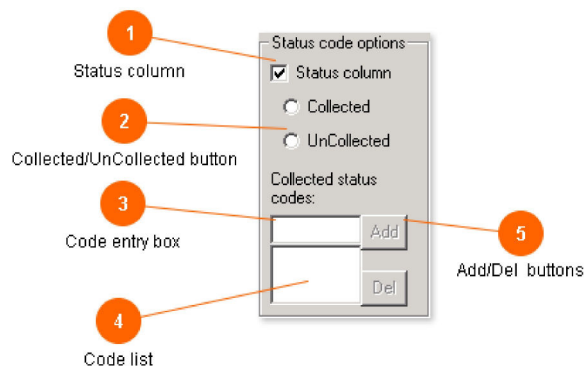 1
Status column
2
Collected/UnCollected button
3
Code entry box
4
Code list
Status code options
Status column
Collected
UnCollected
Collected status
codes:
Add
Del
5
Add/Del buttons